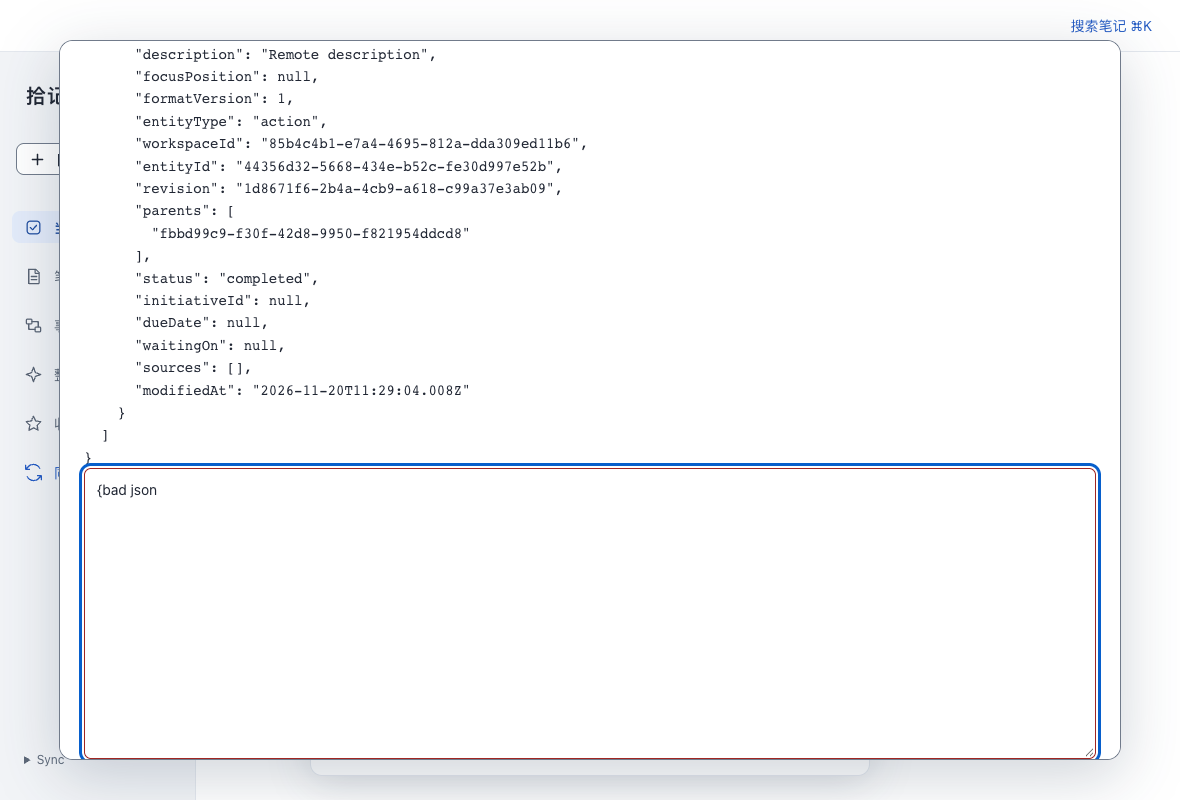 搜索笔记 ⌘K
拾记
"description": "Remote description",
"focusPosition": null,
"formatVersion": 1,
"entityType": "action",
"workspaceId": "85b4c4b1-e7a4-4695-812a-dda309ed11b6",
"entityId": "44356d32-5668-434e-b52c-fe30d997e52b",
"revision": "1d8671f6-2b4a-4cb9-a618-c99a37e3ab09",
"parents": [
"fbbd99c9-f30f-42d8-9950-f821954ddcd8"
],
"status": "completed",
"initiativeId": null,
"dueDate": null,
"waitingOn": null,
"sources": [],
"modifiedAt": "2026-11-20T11:29:04.008Z"
}
]
}
{bad json
Sync